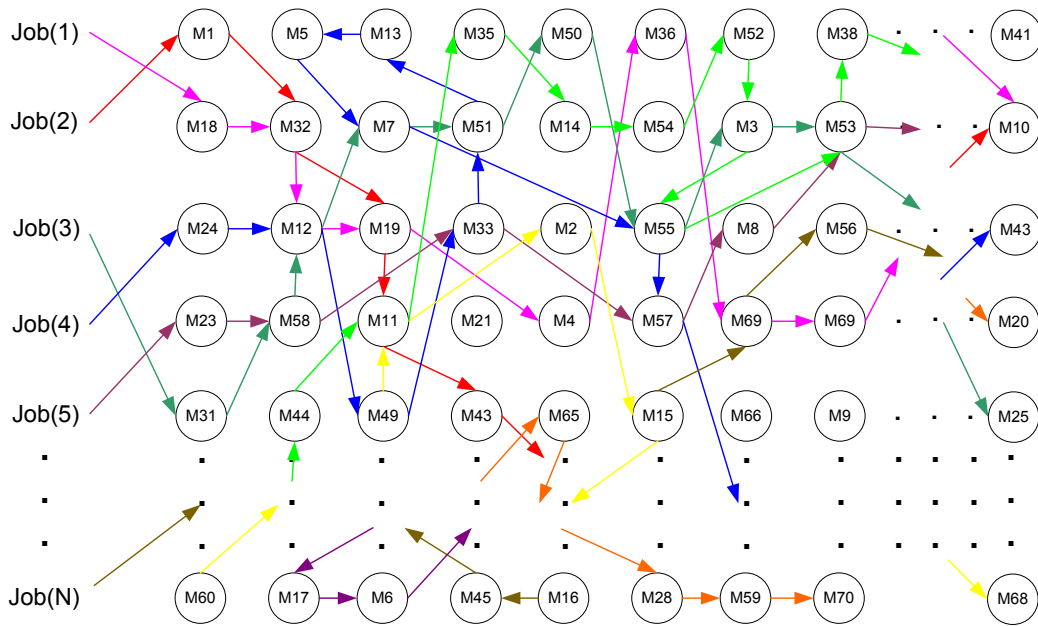 Job(1) M1 M5 M13 M35 M50 M36 M52 M38 M41
Job(2) M18 M32 M7 M51 M14 M54 M3 M53 M10
Job(3) M24 M12 M19 M33 M2 M55 M8 M56 M43
Job(4) M23 M58 M11 M21 M4 M57 M69 M69 M20
Job(5) M31 M44 M49 M43 M65 M15 M66 M9 M25
Job(N) M60 M17 M6 M45 M16 M28 M59 M70 M68